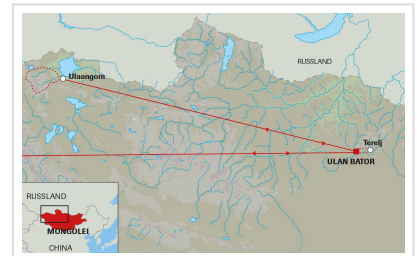 RUSSLAND
Ulaangom
Terelj
ULAN BATOR
RUSSLAND
MONGOLEI
CHINA